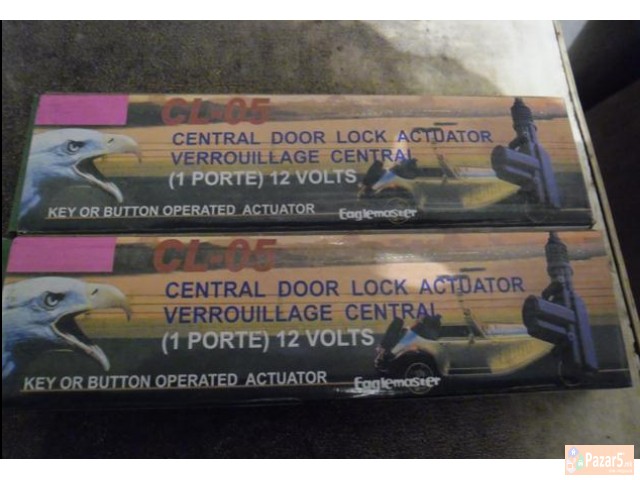 CL-05
CENTRAL DOOR LOCK ACTUATOR
VERROUILLAGE CENTRAL
(1 PORTE) 12 VOLTS
KEY OR BUTTON OPERATED ACTUATOR
Eaglemaster
CL-05
CENTRAL DOOR LOCK ACTUATOR
VERROUILLAGE CENTRAL
(1 PORTE) 12 VOLTS
KEY OR BUTTON OPERATED ACTUATOR
Eaglemaster
Pazar5